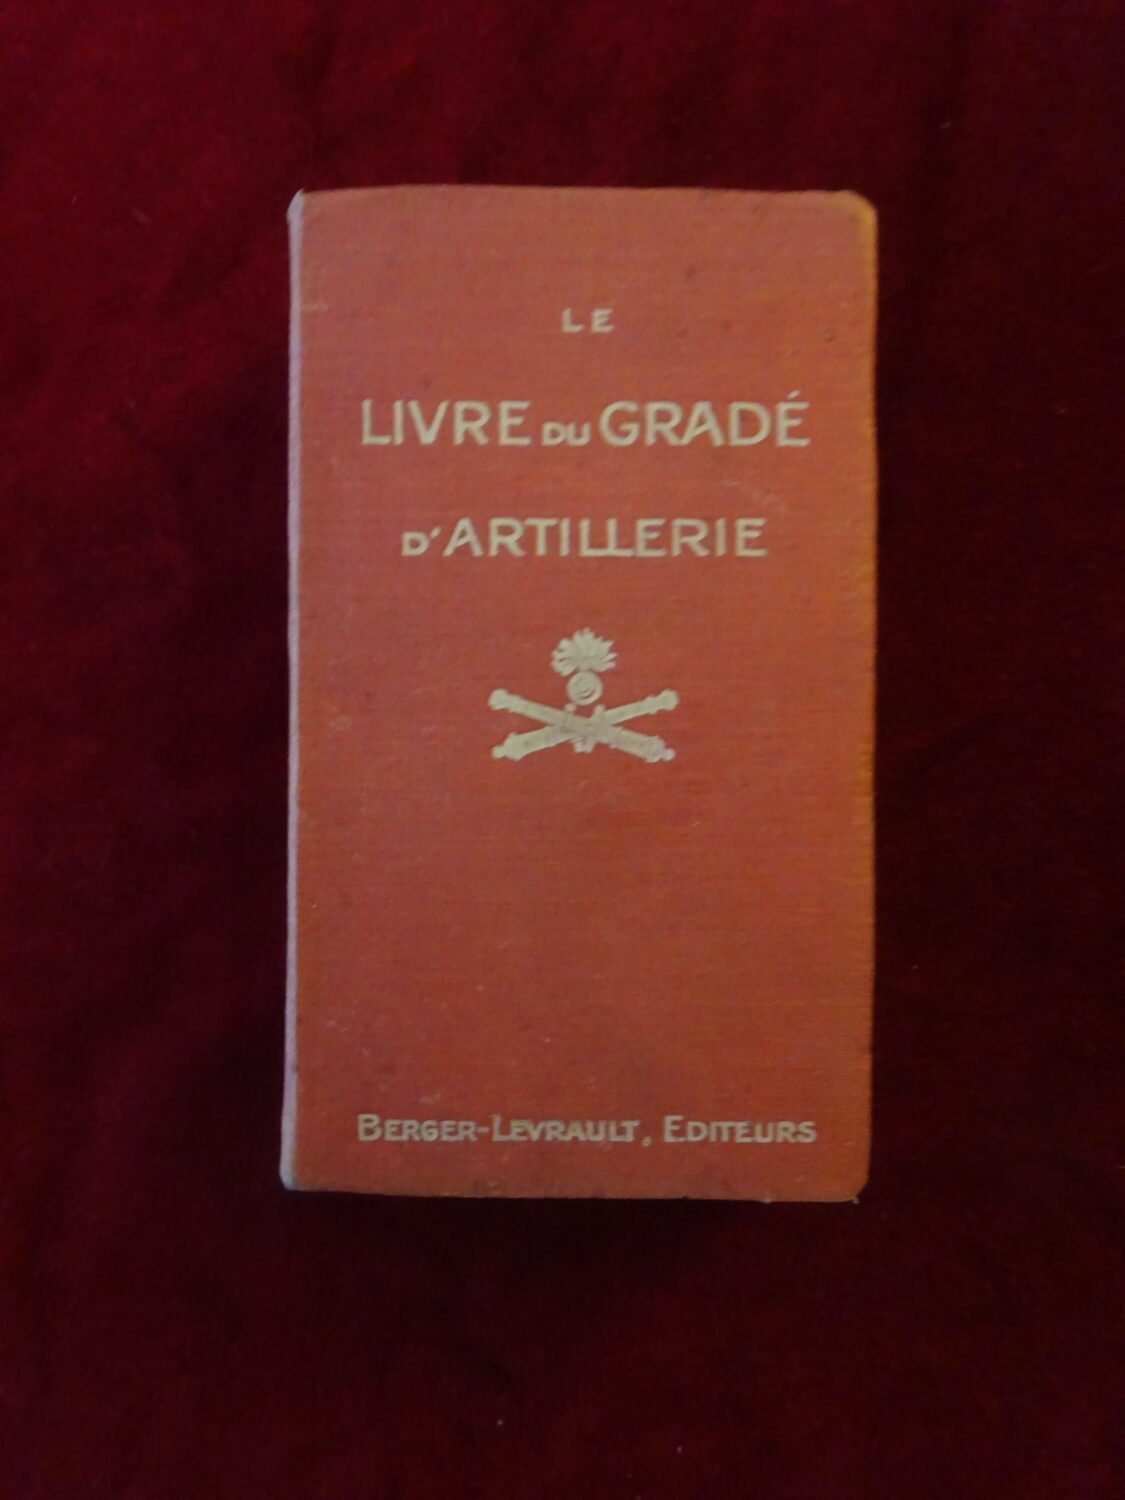 LE
LIVRE DU GRADÉ
D'ARTILLERIE
BERGER-LEVRAULT, EDITEURS